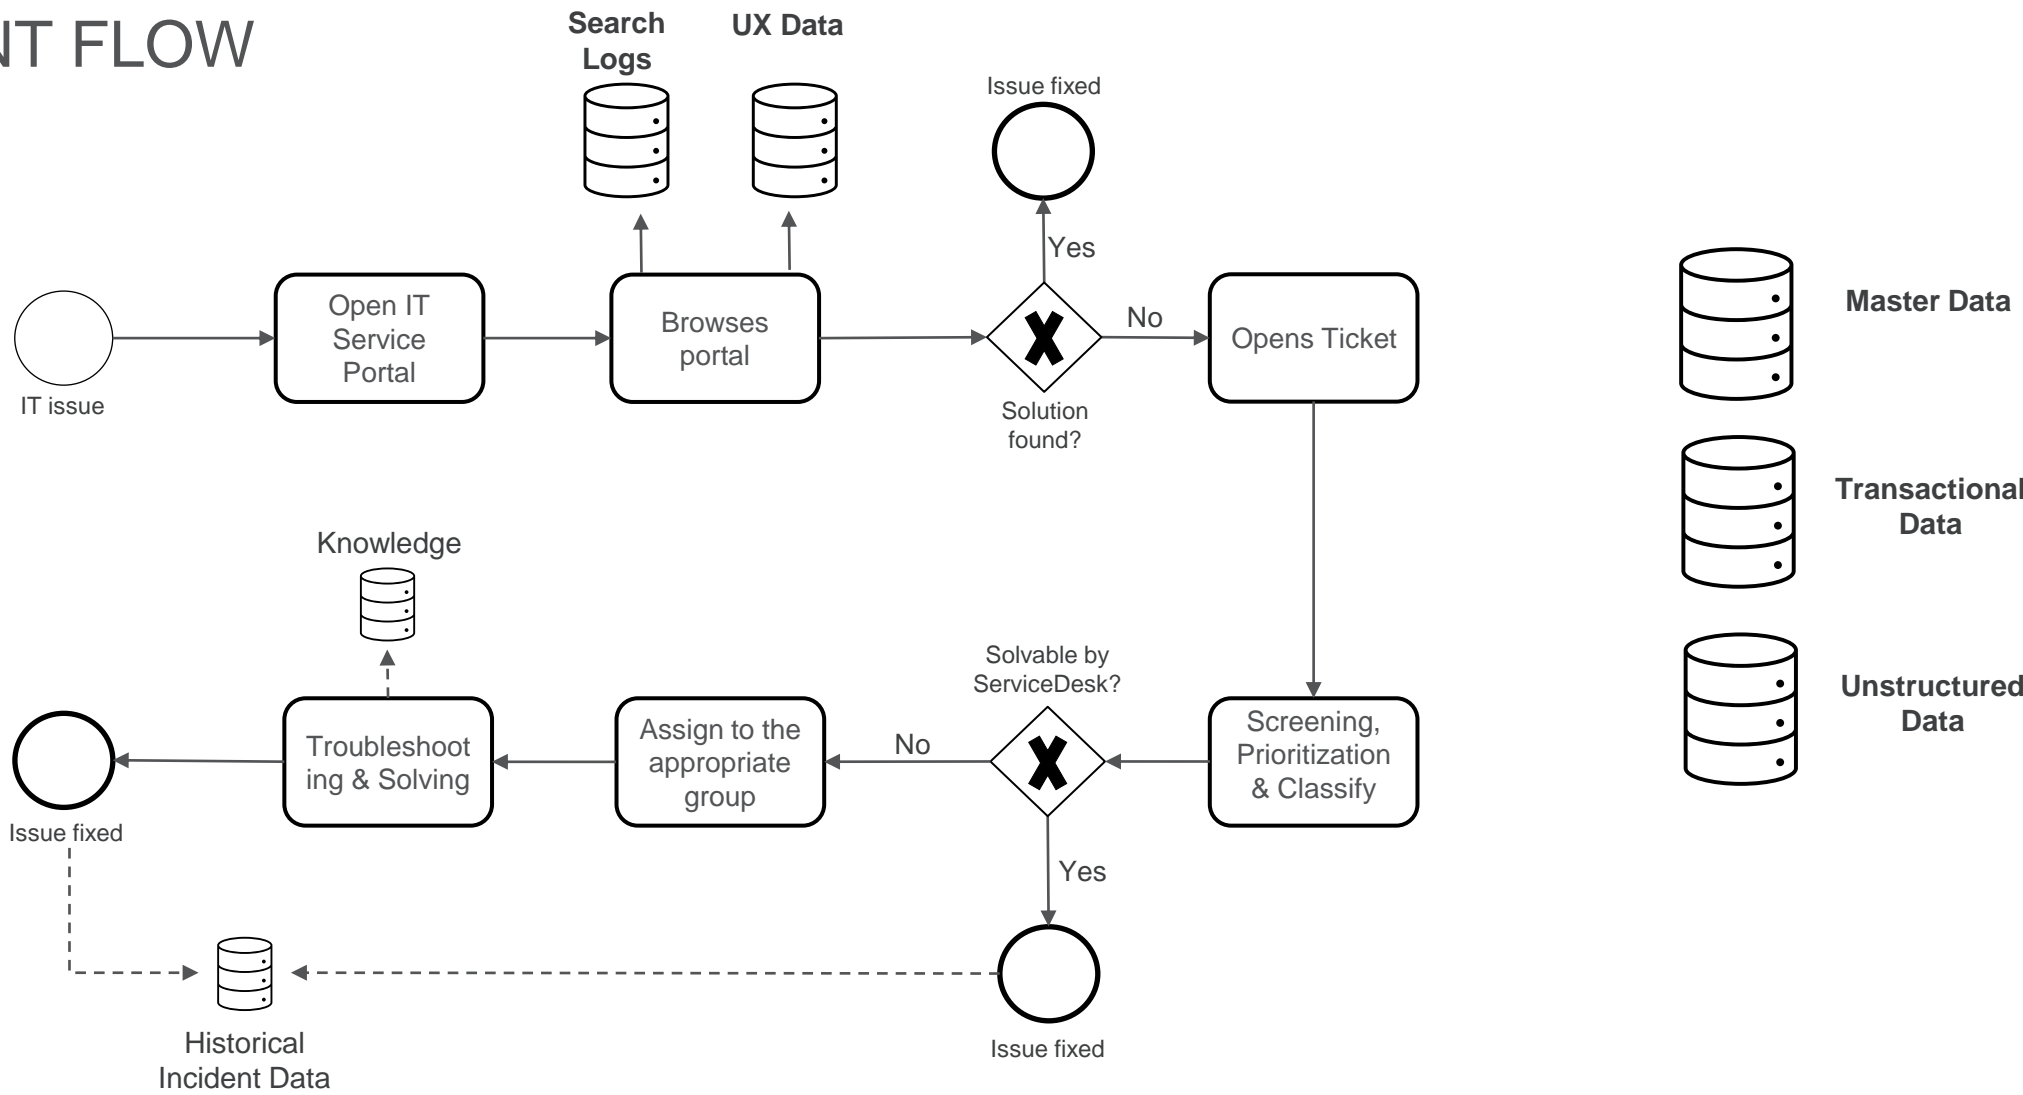 NT FLOW
Search
Logs
UX Data
Issue fixed
Yes
IT issue
Open IT
Service
Portal
Browses
portal
No
Solution
found?
Opens Ticket
Master Data
Transactional
Data
Unstructured
Data
Knowledge
Solvable by
ServiceDesk?
Screening,
Prioritization
& Classify
No
Assign to the
appropriate
group
Troubleshoot
ing & Solving
Issue fixed
Yes
Issue fixed
Historical
Incident Data